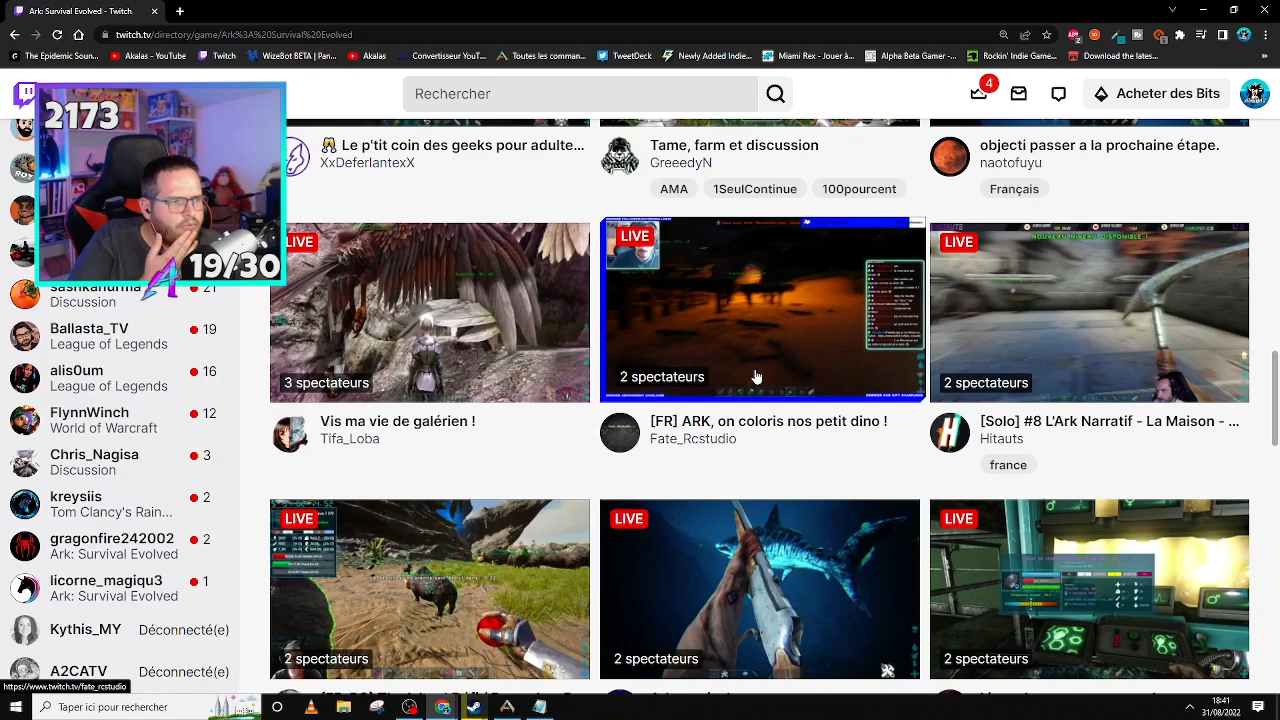 Ark Survival Evolved - Twitch
twitch.tv/directory/game/Ark%3A%20Survival%20Evolved
The Epidemic Soun...
Akalas - YouTube
Twitch
WizeBot BETA | Pan...
Akalas
Convertisseur YouT...
Toutes les comman...
TweetDeck
Newly Added Indie...
Miami Rex - Jouer à...
Alpha Beta Gamer -...
Rockin' Indie Game...
Download the lates...
»
Rechercher
4
Acheter des Bits
2173
19/30
Le p'tit coin des geeks pour adulte...
XxDeferlantexX
Tame, farm et discussion
GreeedyN
AMA
1SeulContinue
100pourcent
objecti passer a la prochaine étape.
naotofuyu
Français
Discussion
Ballasta_TV
League of Legends
19
alis0um
League of Legends
16
FlynnWinch
World of Warcraft
12
Chris_Nagisa
Discussion
3
kreysiis
Tom Clancy's Rain...
2
dragonfire242002
Ark: Survival Evolved
2
licorne_magiqu3
Ark: Survival Evolved
1
Kythis_MY
Déconnecté(e)
A2CATV
Déconnecté(e)
LIVE
3 spectateurs
Vis ma vie de galérien !
Tifa_Loba
LIVE
2 spectateurs
[FR] ARK, on coloris nos petit dino !
Fate_Rcstudio
LIVE
NOUVEAU NIVEAU DISPONIBLE !
2 spectateurs
[Solo] #8 L'Ark Narratif - La Maison - ...
Hitauts
france
LIVE
2 spectateurs
LIVE
2 spectateurs
LIVE
2 spectateurs
https://www.twitch.tv/fate_rcstudio
Taper ici pour rechercher
18:41
31/08/2022